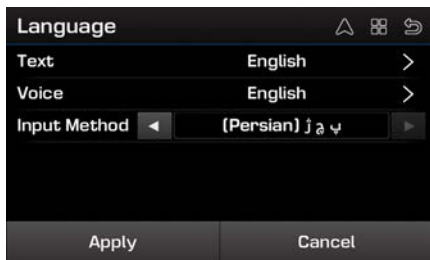 Language
Text English
Voice English
Input Method پ چ ژ (Persian)
Apply Cancel